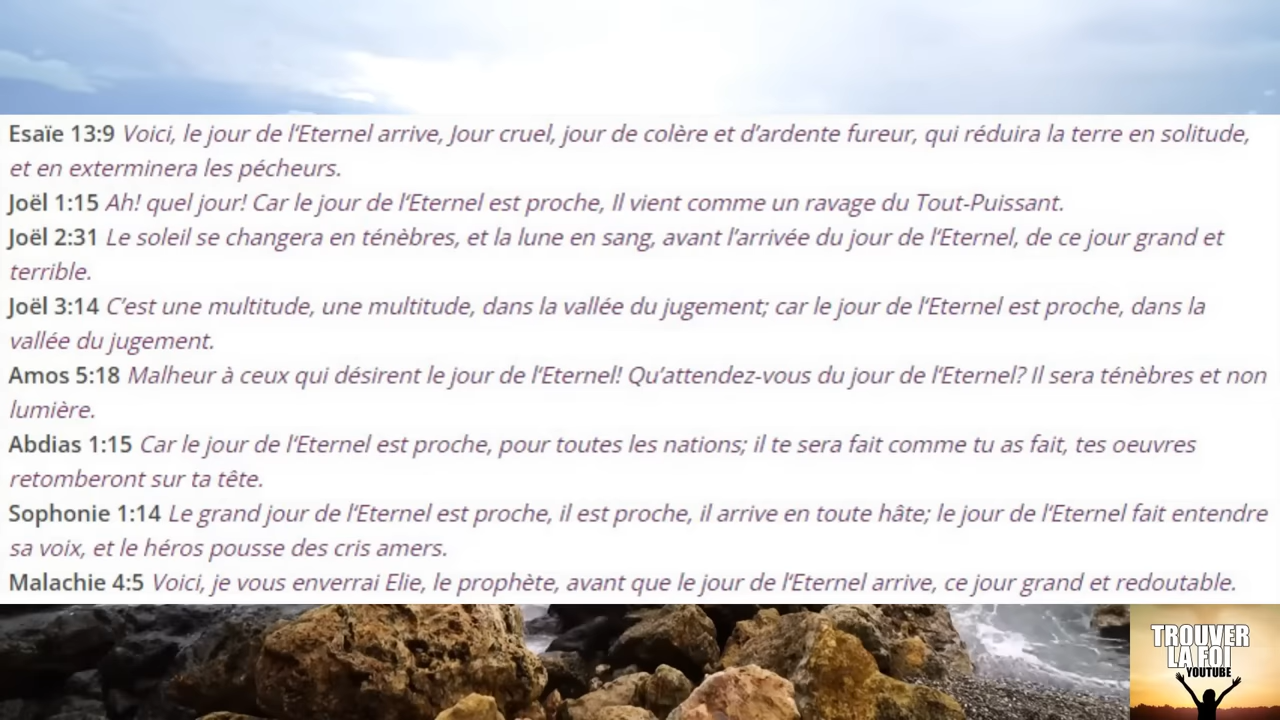 Esaïe 13:9 Voici, le jour de l’Eternel arrive, Jour cruel, jour de colère et d’ardente fureur, qui réduira la terre en solitude,
et en exterminera les pécheurs.
Joël 1:15 Ah! quel jour! Car le jour de l’Eternel est proche, Il vient comme un ravage du Tout-Puissant.
Joël 2:31 Le soleil se changera en ténèbres, et la lune en sang, avant l’arrivée du jour de l’Eternel, de ce jour grand et
terrible.
Joël 3:14 C’est une multitude, une multitude, dans la vallée du jugement; car le jour de l’Eternel est proche, dans la
vallée du jugement.
Amos 5:18 Malheur à ceux qui désirent le jour de l’Eternel! Qu’attendez-vous du jour de l’Eternel? Il sera ténèbres et non
lumière.
Abdias 1:15 Car le jour de l’Eternel est proche, pour toutes les nations; il te sera fait comme tu as fait, tes oeuvres
retomberont sur ta tête.
Sophonie 1:14 Le grand jour de l’Eternel est proche, il est proche, il arrive en toute hâte; le jour de l’Eternel fait entendre
sa voix, et le héros pousse des cris amers.
Malachie 4:5 Voici, je vous enverrai Elie, le prophète, avant que le jour de l’Eternel arrive, ce jour grand et redoutable.
TROUVER
LA FOI
YOUTUBE